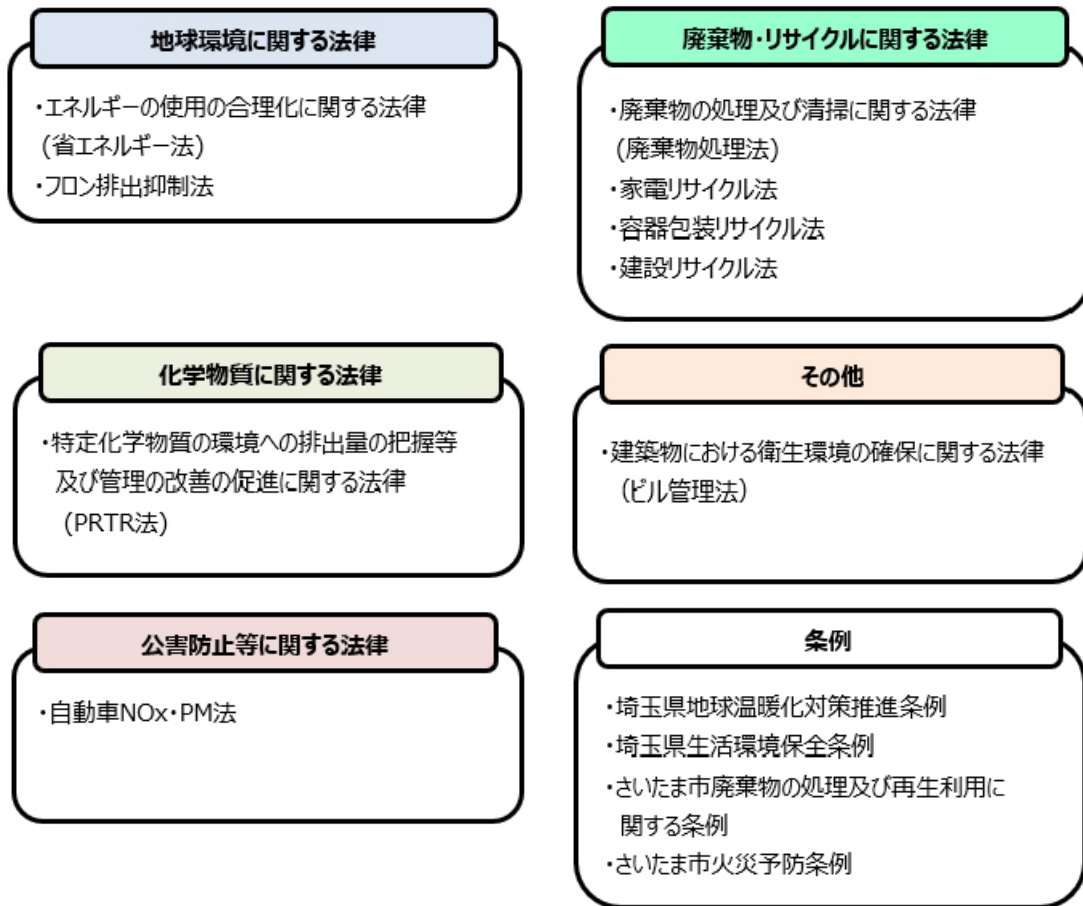 地球環境に関する法律
・エネルギーの使用の合理化に関する法律
(省エネルギー法)
・フロン排出抑制法
廃棄物・リサイクルに関する法律
・廃棄物の処理及び清掃に関する法律
(廃棄物処理法)
・家電リサイクル法
・容器包装リサイクル法
・建設リサイクル法
化学物質に関する法律
・特定化学物質の環境への排出量の把握等
及び管理の改善の促進に関する法律
(PRTR法)
その他
・建築物における衛生環境の確保に関する法律
（ビル管理法）
公害防止等に関する法律
・自動車NOx・PM法
条例
・埼玉県地球温暖化対策推進条例
・埼玉県生活環境保全条例
・さいたま市廃棄物の処理及び再生利用に
関する条例
・さいたま市火災予防条例